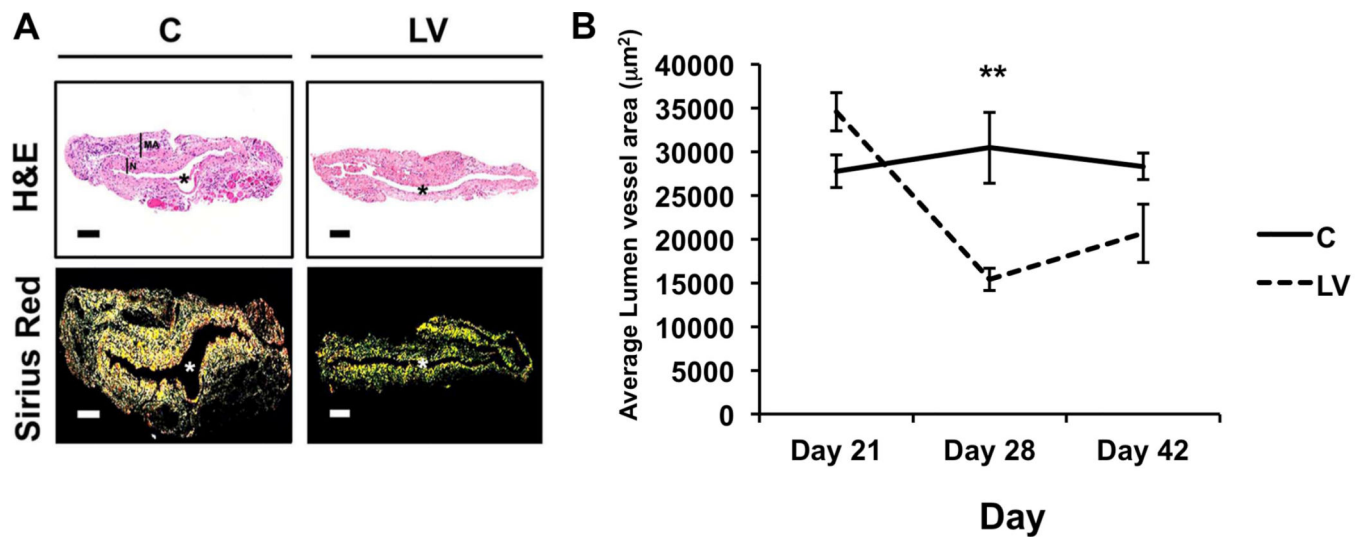 A
C
LV
H&E
MA
N
*
*
Sirius Red
*
*
B
Average Lumen vessel area (μm²)
40000
35000
30000
25000
20000
15000
10000
5000
0
**
Day 21
Day 28
Day 42
Day
C
LV